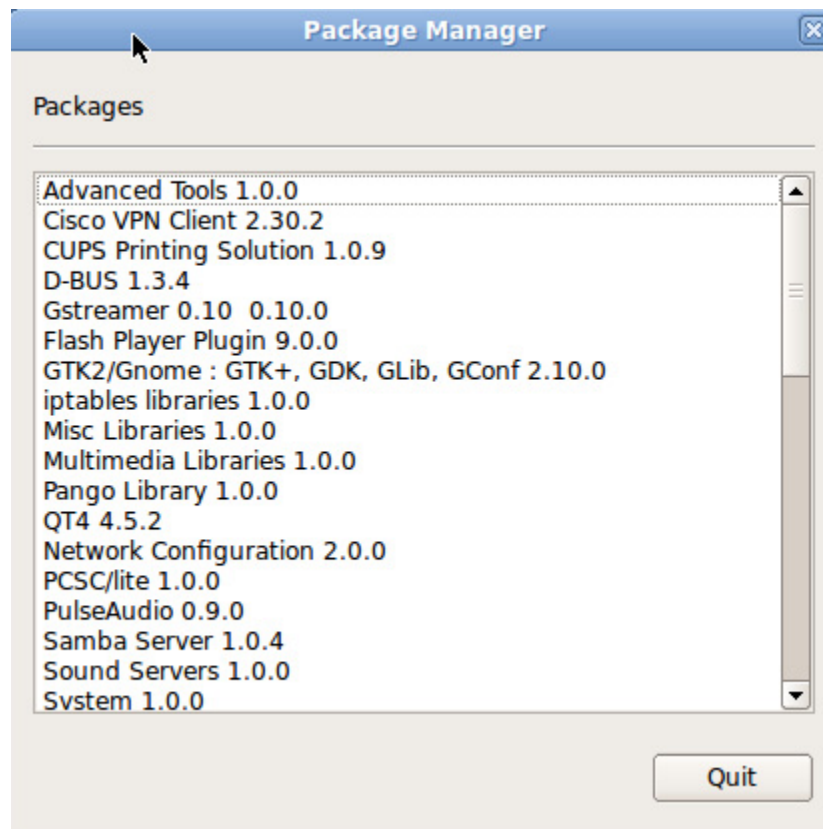 Package Manager
Packages
Advanced Tools 1.0.0
Cisco VPN Client 2.30.2
CUPS Printing Solution 1.0.9
D-BUS 1.3.4
Gstreamer 0.10  0.10.0
Flash Player Plugin 9.0.0
GTK2/Gnome : GTK+, GDK, GLib, GConf 2.10.0
iptables libraries 1.0.0
Misc Libraries 1.0.0
Multimedia Libraries 1.0.0
Pango Library 1.0.0
QT4 4.5.2
Network Configuration 2.0.0
PCSC/lite 1.0.0
PulseAudio 0.9.0
Samba Server 1.0.4
Sound Servers 1.0.0
System 1.0.0
Quit